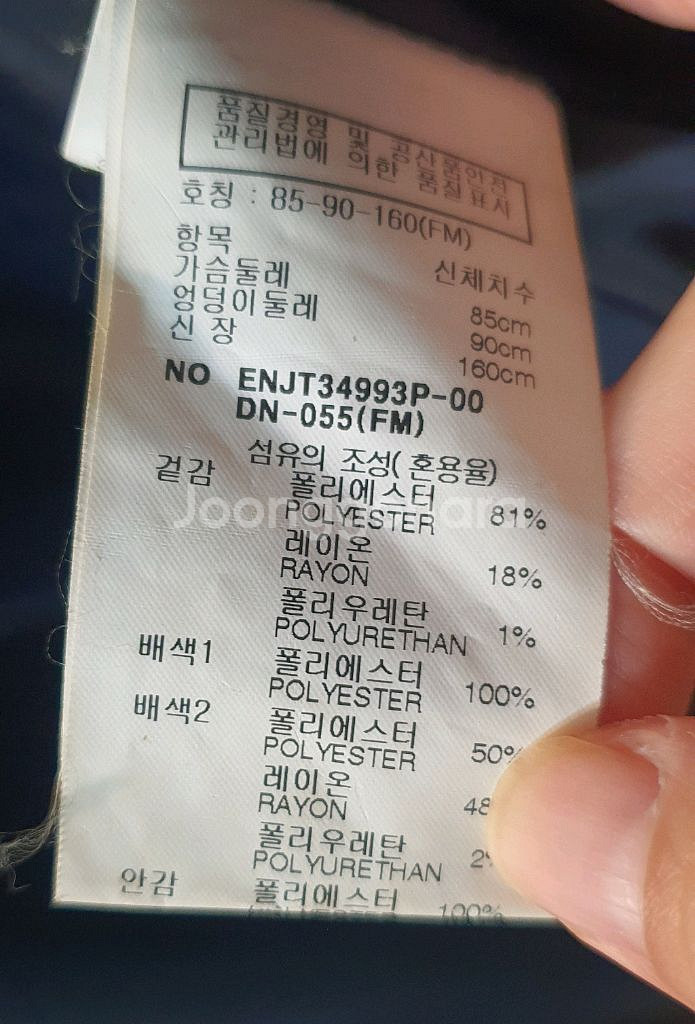 품질경영 및 공산품안전
관리법에 의한 품질표시
호칭 : 85-90-160(FM)
항목 신체치수
가슴둘레 85cm
엉덩이둘레 90cm
신 장 160cm
NO ENJT34993P-00
DN-055(FM)
섬유의 조성(혼용율)
겉감 폴리에스터
POLYESTER 81%
레이온
RAYON 18%
폴리우레탄
POLYURETHAN 1%
배색1 폴리에스터
POLYESTER 100%
배색2 폴리에스터
POLYESTER 50%
레이온
RAYON 48
폴리우레탄
POLYURETHAN 2%
안감 폴리에스터
100%